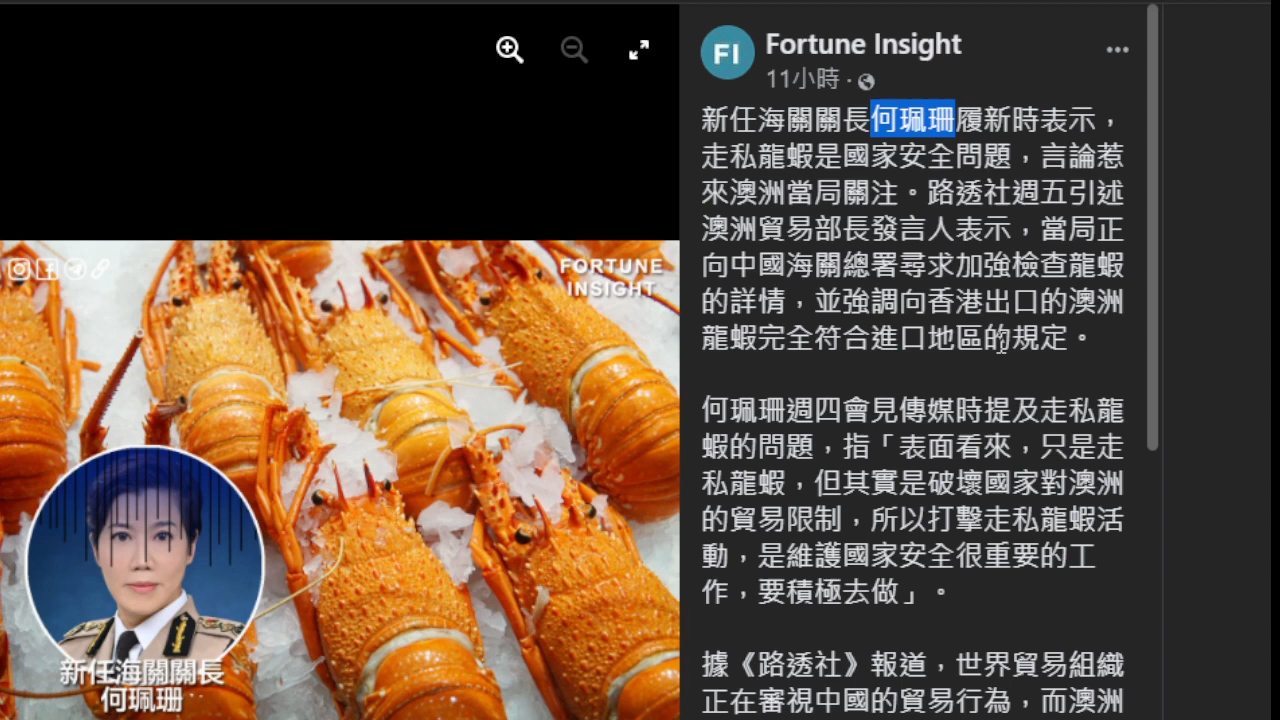 FI
Fortune Insight
11小時 ·
新任海關關長何珮珊履新時表示，
走私龍蝦是國家安全問題，言論惹
來澳洲當局關注。路透社週五引述
澳洲貿易部長發言人表示，當局正
向中國海關總署尋求加強檢查龍蝦
的詳情，並強調向香港出口的澳洲
龍蝦完全符合進口地區的規定。
何珮珊週四會見傳媒時提及走私龍
蝦的問題，指「表面看來，只是走
私龍蝦，但其實是破壞國家對澳洲
的貿易限制，所以打擊走私龍蝦活
動，是維護國家安全很重要的工
作，要積極去做」。
據《路透社》報道，世界貿易組織
正在審視中國的貿易行為，而澳洲
FORTUNE
INSIGHT
新任海關關長
何珮珊